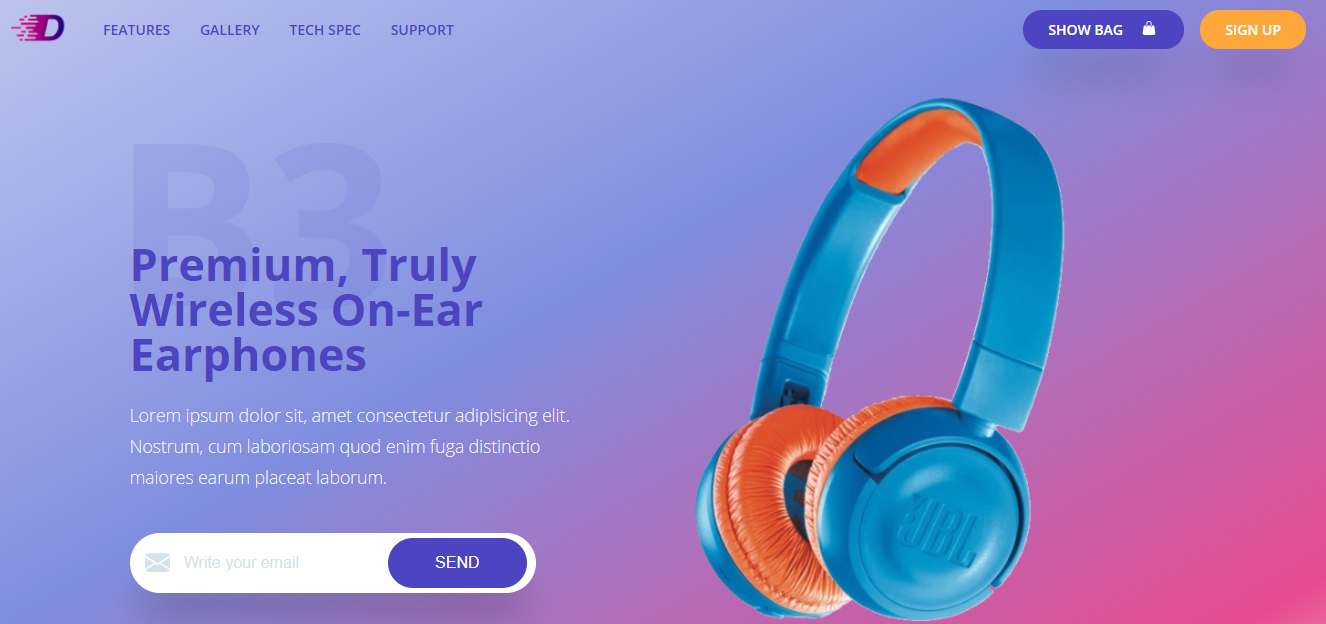 D
FEATURES
GALLERY
TECH SPEC
SUPPORT
SHOW BAG
SIGN UP
B3
Premium, Truly
Wireless On-Ear
Earphones
Lorem ipsum dolor sit, amet consectetur adipisicing elit.
Nostrum, cum laboriosam quod enim fuga distinctio
maiores earum placeat laborum.
Write your email
SEND
JBL